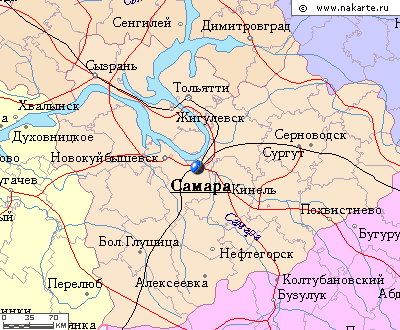 © www.nakarte.ru
Сенгилей
Димитровград
Сызрань
Тольятти
Хвалынск
Жигулевск
Духовницкое
Серноводск
Сургут
Новокуйбышевск
Самара
Кинель
Похвистнево
Самара
Бол.Глушица
Нефтегорск
Алексеевка
Колтубановский
Перелюб
Бузулук
0 35 70
КМ